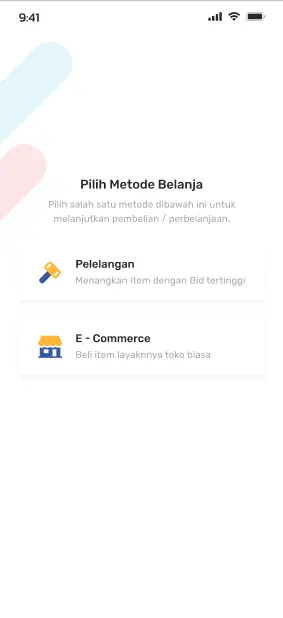 9:41
Pilih Metode Belanja
Pilih salah satu metode dibawah ini untuk
melanjutkan pembelian / perbelanjaan.
Pelelangan
Menangkan Item dengan Bid tertinggi
E - Commerce
Beli item layaknnya toko biasa